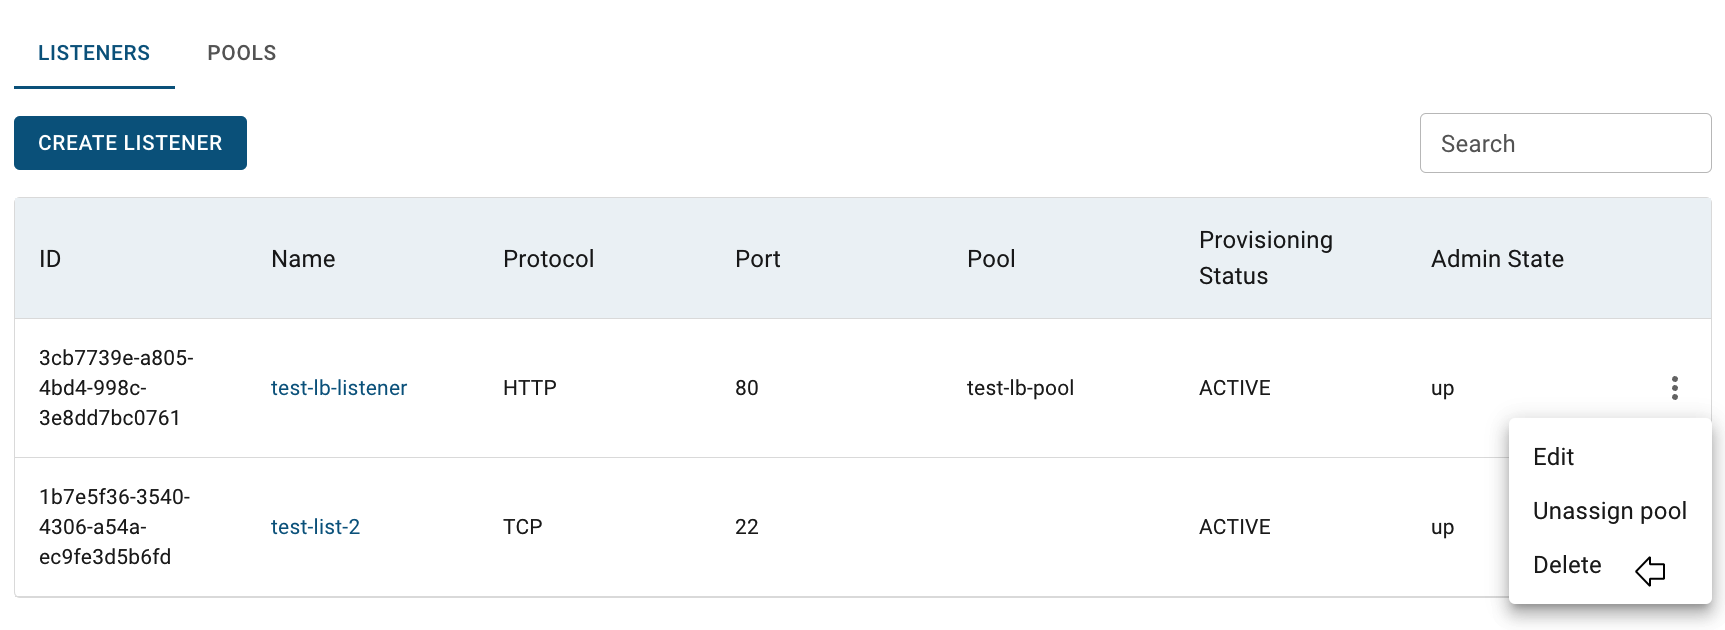 LISTENERS POOLS
CREATE LISTENER
Search
ID Name Protocol Port Pool Provisioning Status Admin State
3cb7739e-a805-
4bd4-998c-
3e8dd7bc0761
test-lb-listener HTTP 80 test-lb-pool ACTIVE up
1b7e5f36-3540-
4306-a54a-
ec9fe3d5b6fd
test-list-2 TCP 22 ACTIVE up
Edit
Unassign pool
Delete